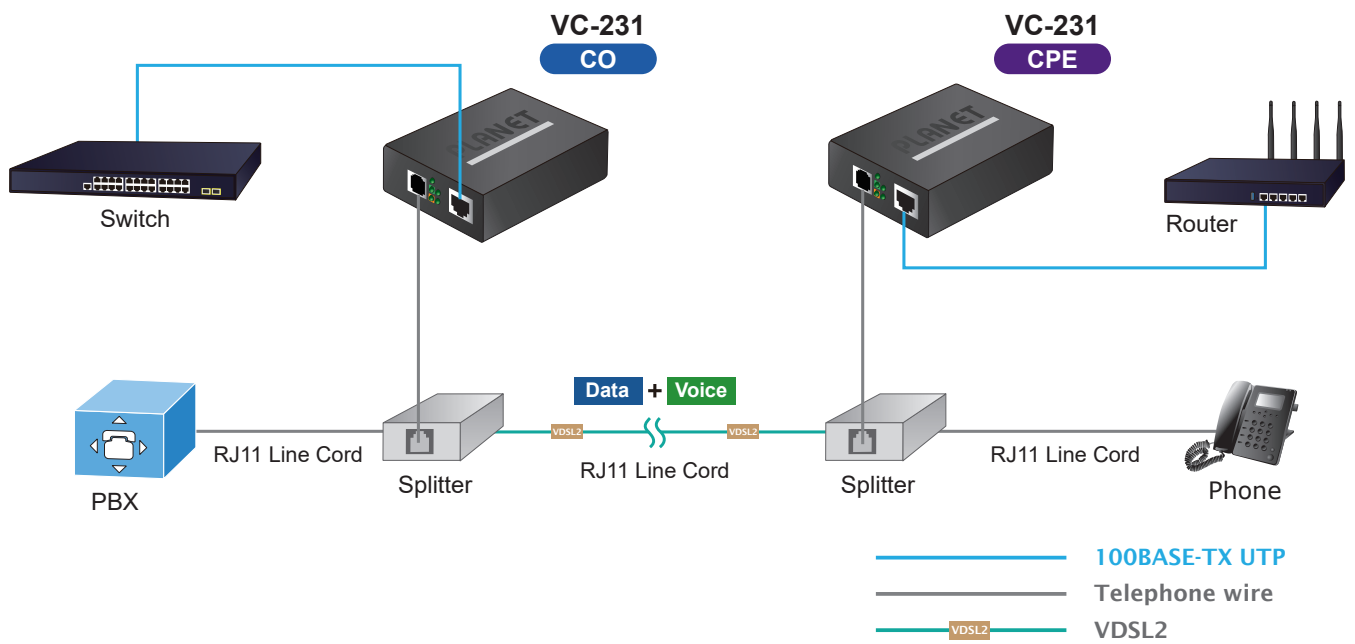 VC-231
CO
VC-231
CPE
PLANET
PLANET
Switch
Router
Data + Voice
VDSL2
VDSL2
RJ11 Line Cord
RJ11 Line Cord
RJ11 Line Cord
PBX
Splitter
Splitter
Phone
100BASE-TX UTP
Telephone wire
VDSL2
VDSL2